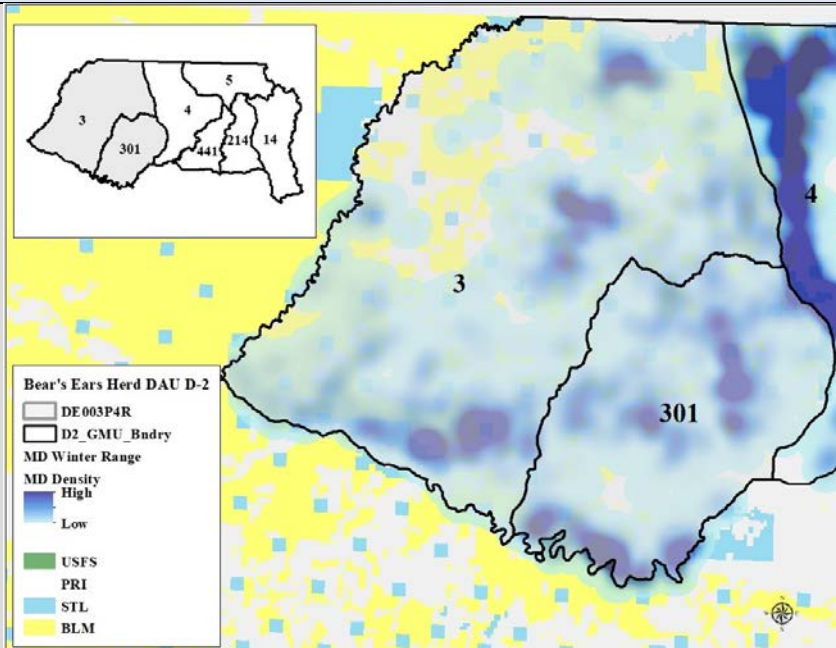 5
3
4
301
441
214
14
4
3
301
Bear's Ears Herd DAU D-2
DE003P4R
D2_GMU_Bndry
MD Winter Range
MD Density
High
Low
USFS
PRI
STL
BLM